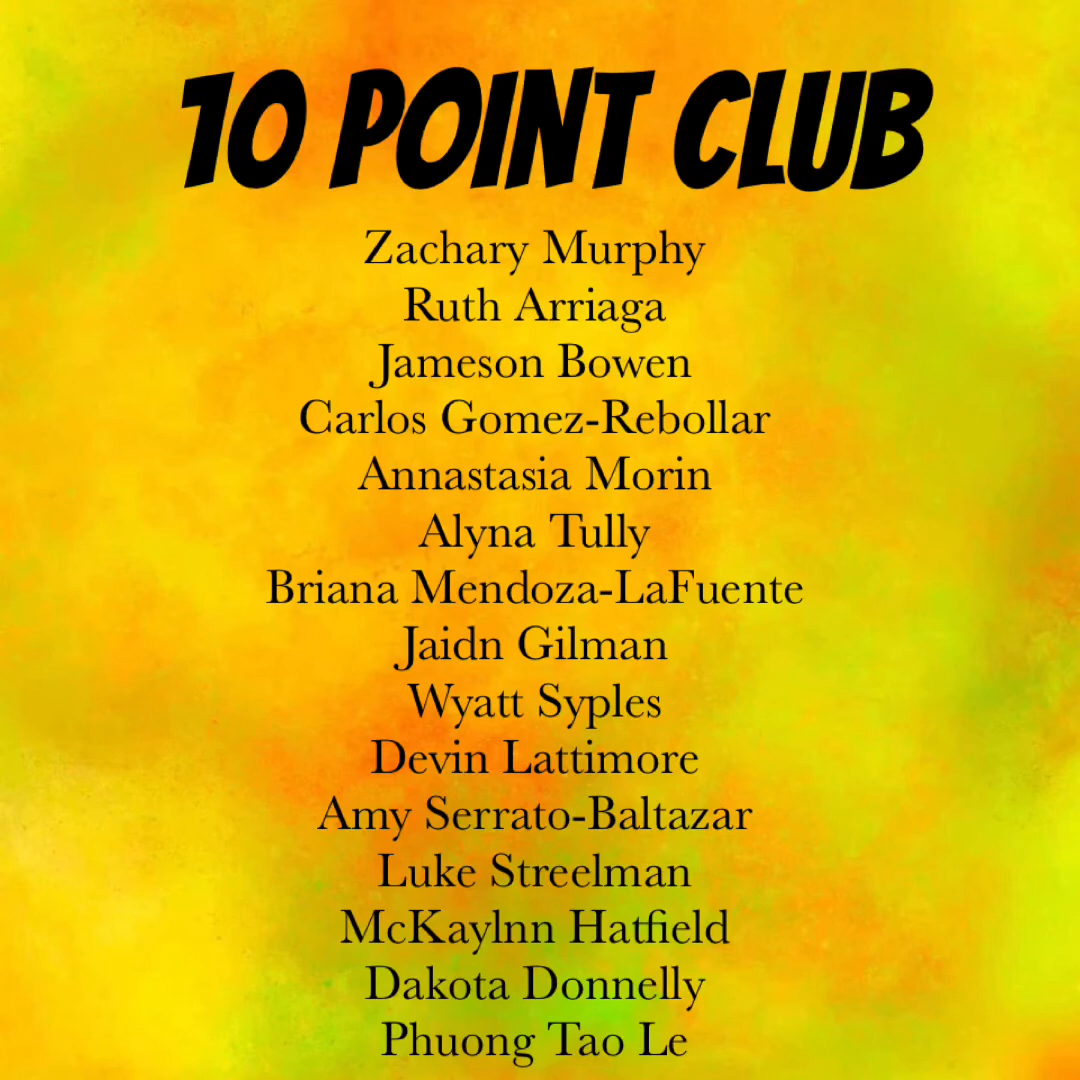 10 POINT CLUB
Zachary Murphy
Ruth Arriaga
Jameson Bowen
Carlos Gomez-Rebollar
Annastasia Morin
Alyna Tully
Briana Mendoza-LaFuente
Jaidn Gilman
Wyatt Syples
Devin Lattimore
Amy Serrato-Baltazar
Luke Streelman
McKaylnn Hatfield
Dakota Donnelly
Phuong Tao Le